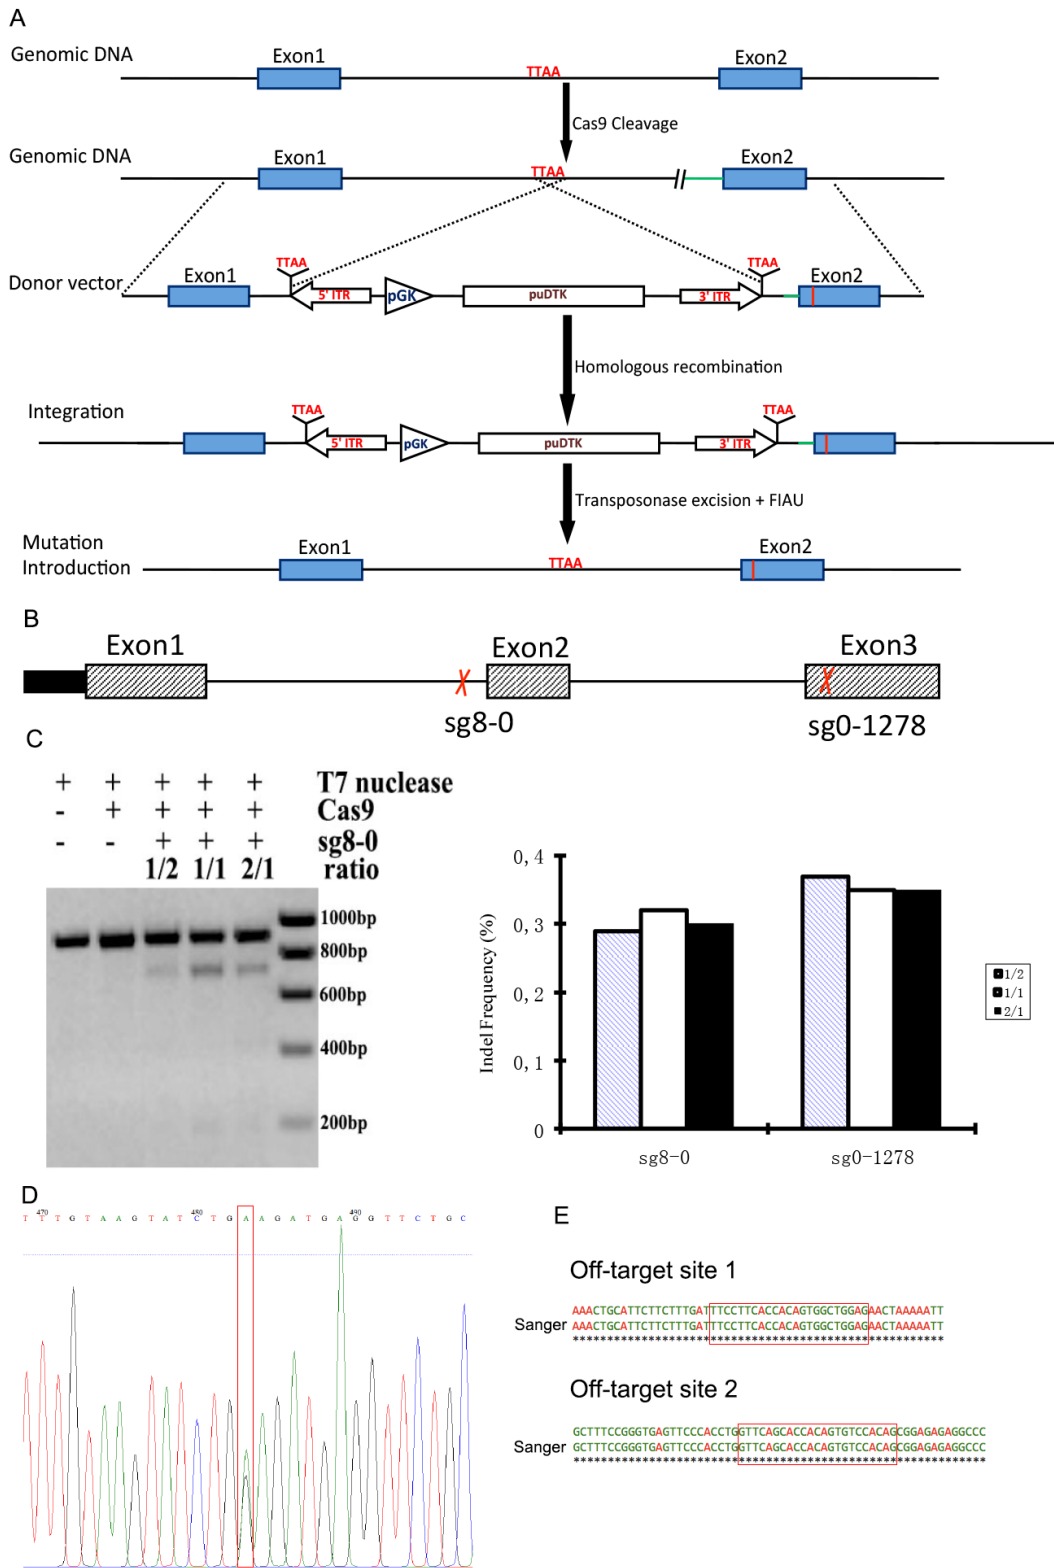 A
Genomic DNA
Exon1
TTAA
Exon2
Cas9 Cleavage
Genomic DNA
Exon1
TTAA
Exon2
Donor vector
Exon1
TTAA
5' ITR
pGK
puDTK
3' ITR
TTAA
Exon2
Homologous recombination
Integration
TTAA
5' ITR
pGK
puDTK
3' ITR
TTAA
Transposonase excision + FIAU
Mutation
Introduction
Exon1
TTAA
Exon2
B
Exon1
Exon2
Exon3
sg8-0
sg0-1278
C
+ + + + + T7 nuclease
- + + + + Cas9
- - + + + sg8-0
1/2 1/1 2/1 ratio
1000bp
800bp
600bp
400bp
200bp
Indel Frequency (%)
0,4
0,3
0,2
0,1
0
sg8-0
sg0-1278
1/2
1/1
2/1
D
470 480 490
T T T G T A A G T A T C T G A A G A T G A G G T T C T G C
E
Off-target site 1
AAACTGCATTCTTCTTTGATTTCCTTCACCACAGTGGCTGGAGAACTAAAAATT
Sanger AAACTGCATTCTTCTTTGATTTCCTTCACCACAGTGGCTGGAGAACTAAAAATT
******************************************************
Off-target site 2
GCTTTCCGGGTGAGTTCCCACCTGGTTCAGCACCACAGTGTCCACAGCGGAGAGAGGCCC
Sanger GCTTTCCGGGTGAGTTCCCACCTGGTTCAGCACCACAGTGTCCACAGCGGAGAGAGGCCC
************************************************************